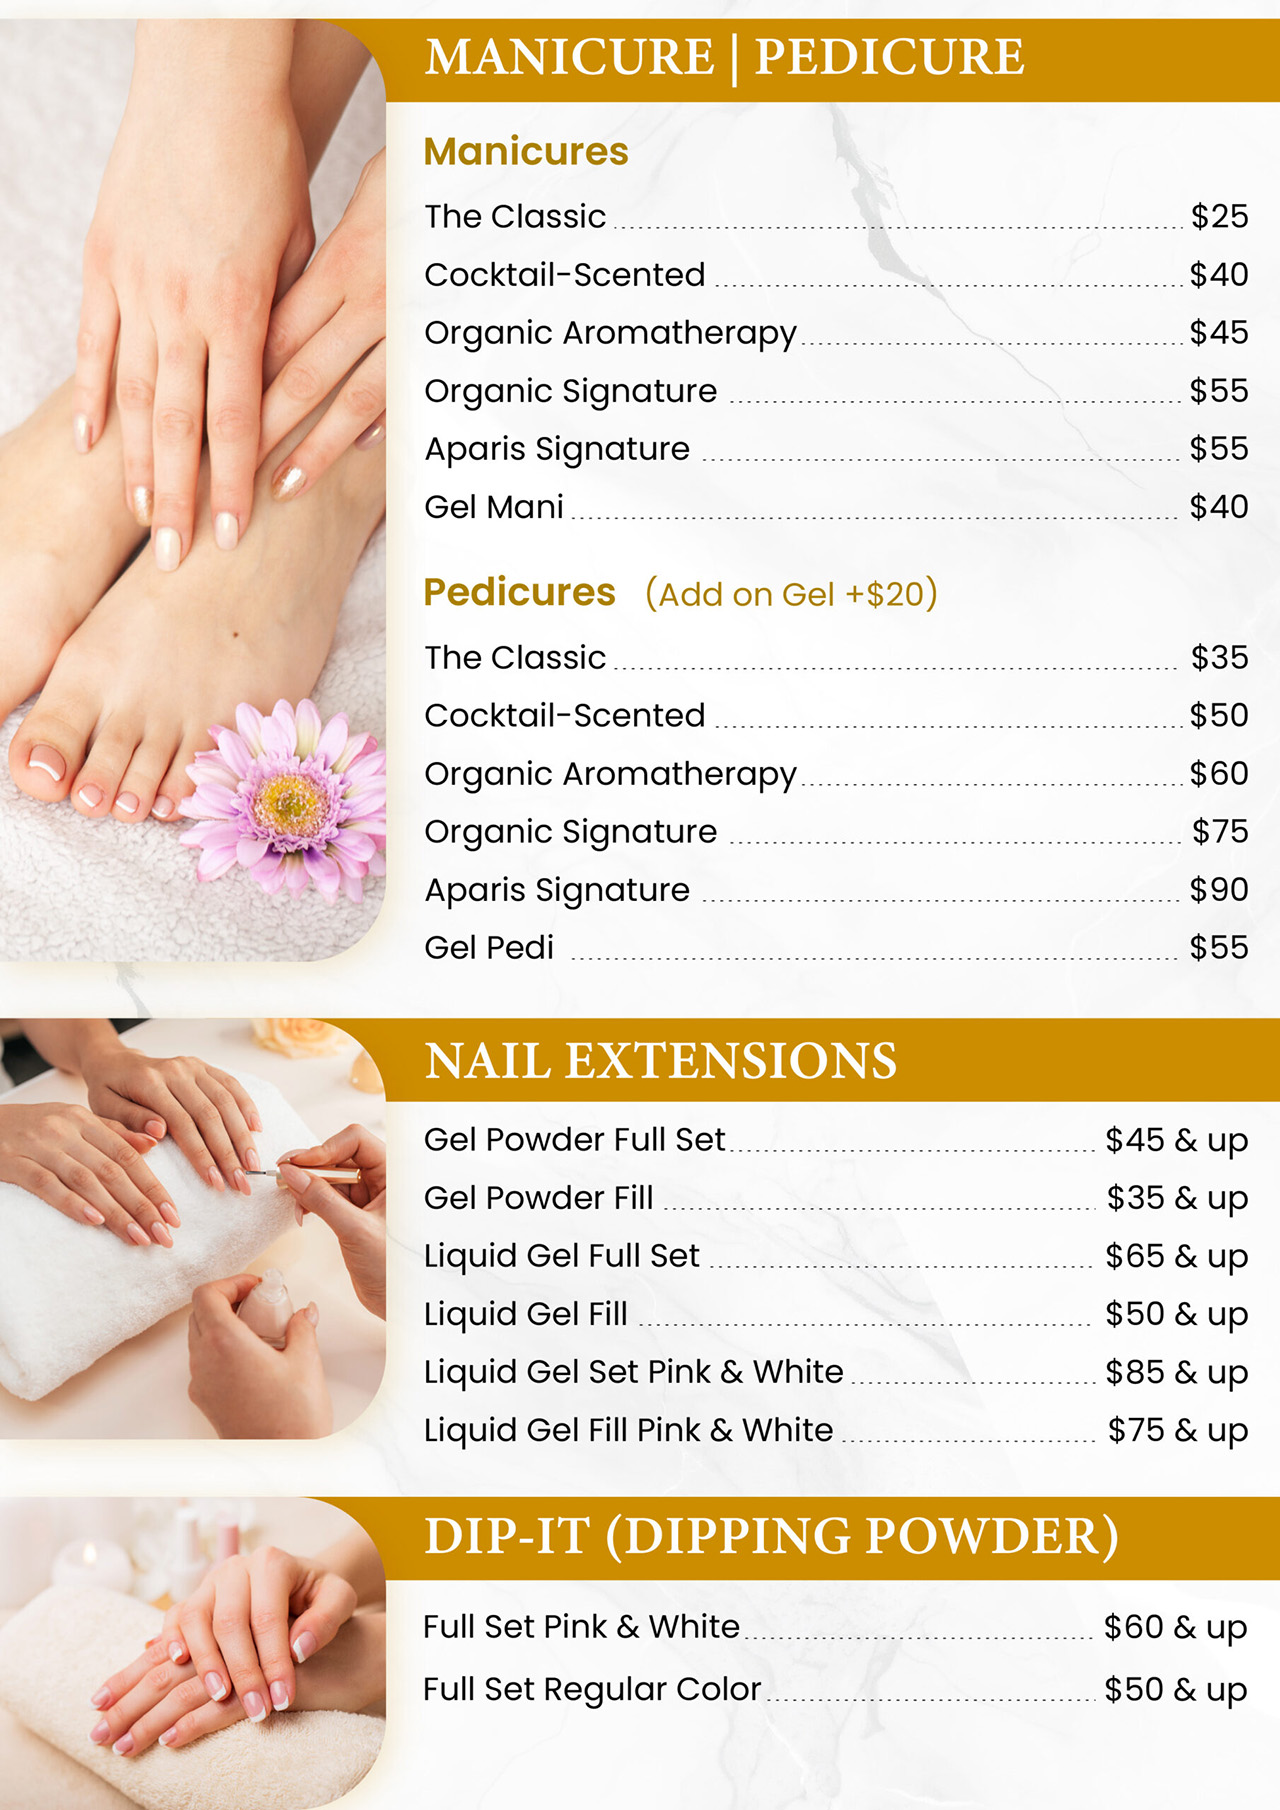 MANICURE | PEDICURE
Manicures
The Classic $25
Cocktail-Scented $40
Organic Aromatherapy $45
Organic Signature $55
Aparis Signature $55
Gel Mani $40
Pedicures (Add on Gel +$20)
The Classic $35
Cocktail-Scented $50
Organic Aromatherapy $60
Organic Signature $75
Aparis Signature $90
Gel Pedi $55
NAIL EXTENSIONS
Gel Powder Full Set $45 & up
Gel Powder Fill $35 & up
Liquid Gel Full Set $65 & up
Liquid Gel Fill $50 & up
Liquid Gel Set Pink & White $85 & up
Liquid Gel Fill Pink & White $75 & up
DIP-IT (DIPPING POWDER)
Full Set Pink & White $60 & up
Full Set Regular Color $50 & up